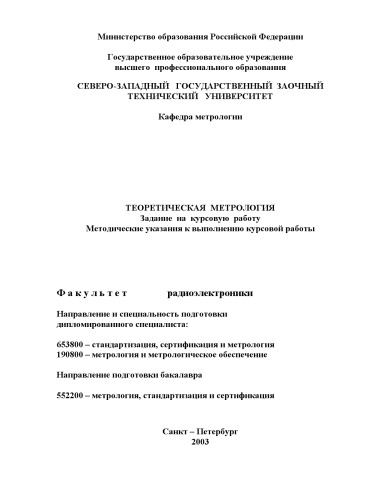 Министерство образования Российской Федерации
Государственное образовательное учреждение
высшего профессионального образования
СЕВЕРО-ЗАПАДНЫЙ ГОСУДАРСТВЕННЫЙ ЗАОЧНЫЙ
ТЕХНИЧЕСКИЙ УНИВЕРСИТЕТ
Кафедра метрологии
ТЕОРЕТИЧЕСКАЯ МЕТРОЛОГИЯ
Задание на курсовую работу
Методические указания к выполнению курсовой работы
Ф а к у л ь т е т радиоэлектроники
Направление и специальность подготовки
дипломированного специалиста:
653800 – стандартизация, сертификация и метрология
190800 – метрология и метрологическое обеспечение
Направление подготовки бакалавра
552200 – метрология, стандартизация и сертификация
Санкт – Петербург
2003